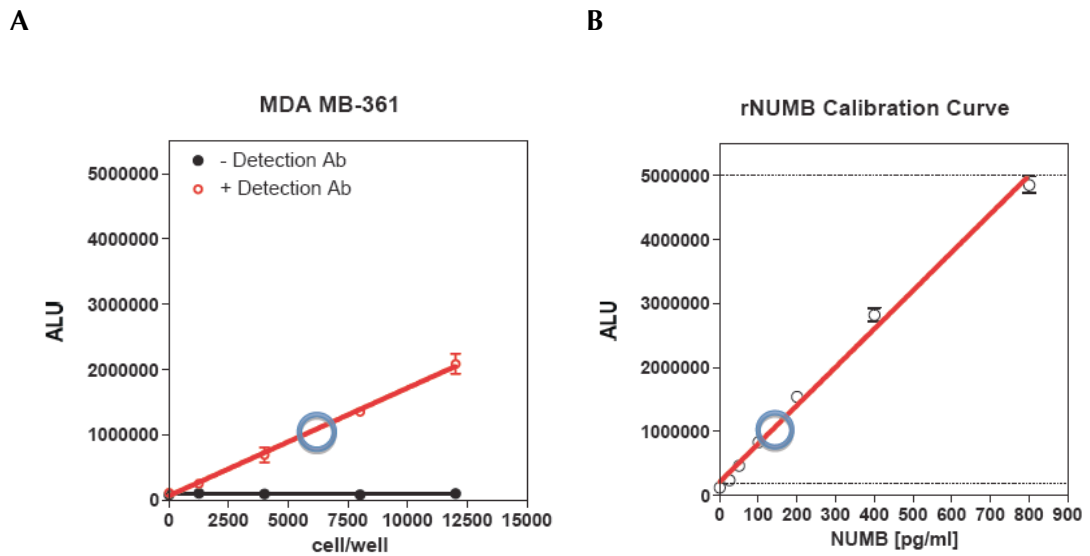 A
B
MDA MB-361
- Detection Ab
+ Detection Ab
5000000
4000000
3000000
2000000
1000000
0
ALU
0 2500 5000 7500 10000 12500 15000
cell/well
rNUMB Calibration Curve
5000000
4000000
3000000
2000000
1000000
0
ALU
0 100 200 300 400 500 600 700 800 900
NUMB [pg/ml]